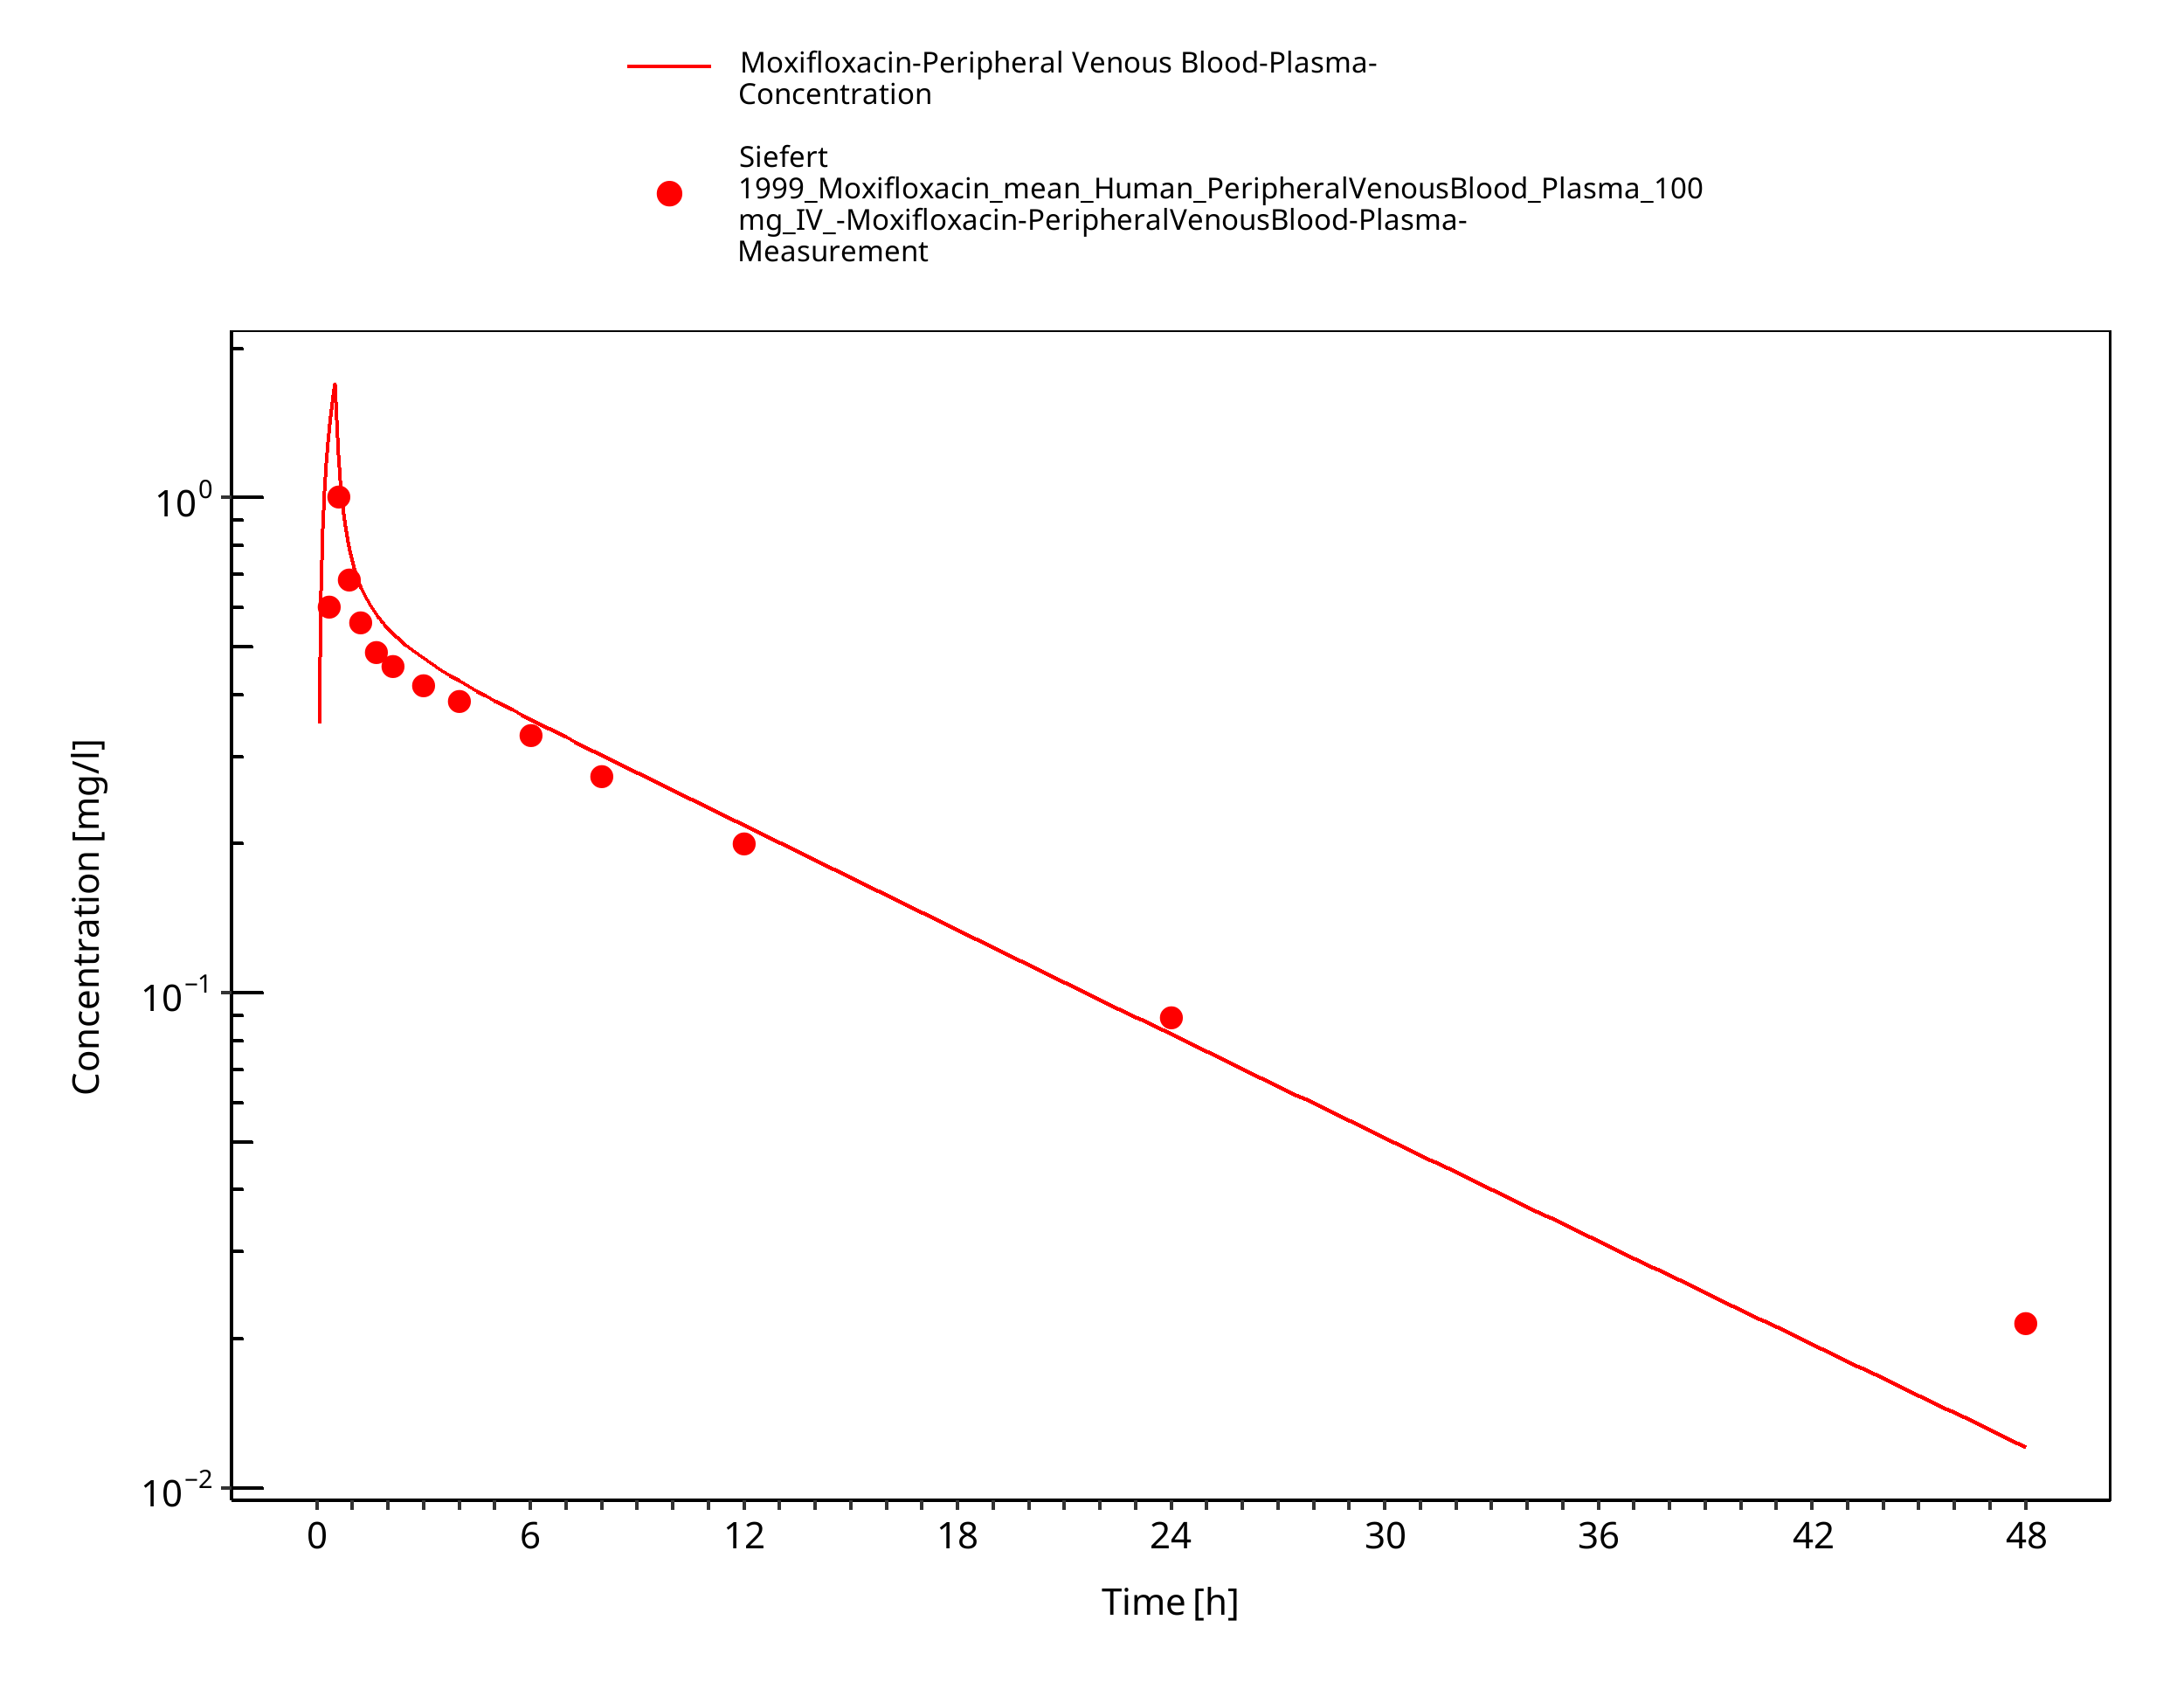 Moxifloxacin-Peripheral Venous Blood-Plasma-
Concentration
Siefert
1999_Moxifloxacin_mean_Human_PeripheralVenousBlood_Plasma_100
mg_IV_-Moxifloxacin-PeripheralVenousBlood-Plasma-
Measurement
10⁰
10⁻¹
10⁻²
Concentration [mg/l]
0 6 12 18 24 30 36 42 48
Time [h]